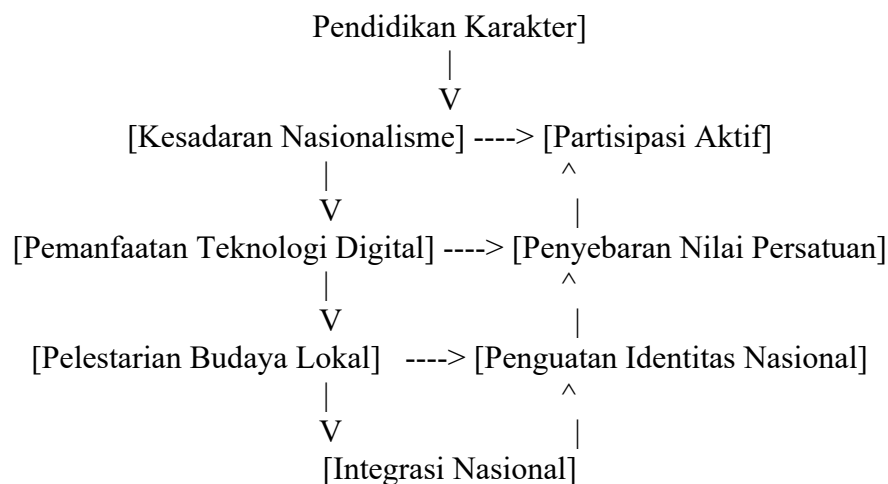 Pendidikan Karakter]
|
V
[Kesadaran Nasionalisme] ----> [Partisipasi Aktif]
| ^
V |
[Pemanfaatan Teknologi Digital] ----> [Penyebaran Nilai Persatuan]
| ^
V |
[Pelestarian Budaya Lokal] ----> [Penguatan Identitas Nasional]
| ^
V |
[Integrasi Nasional]